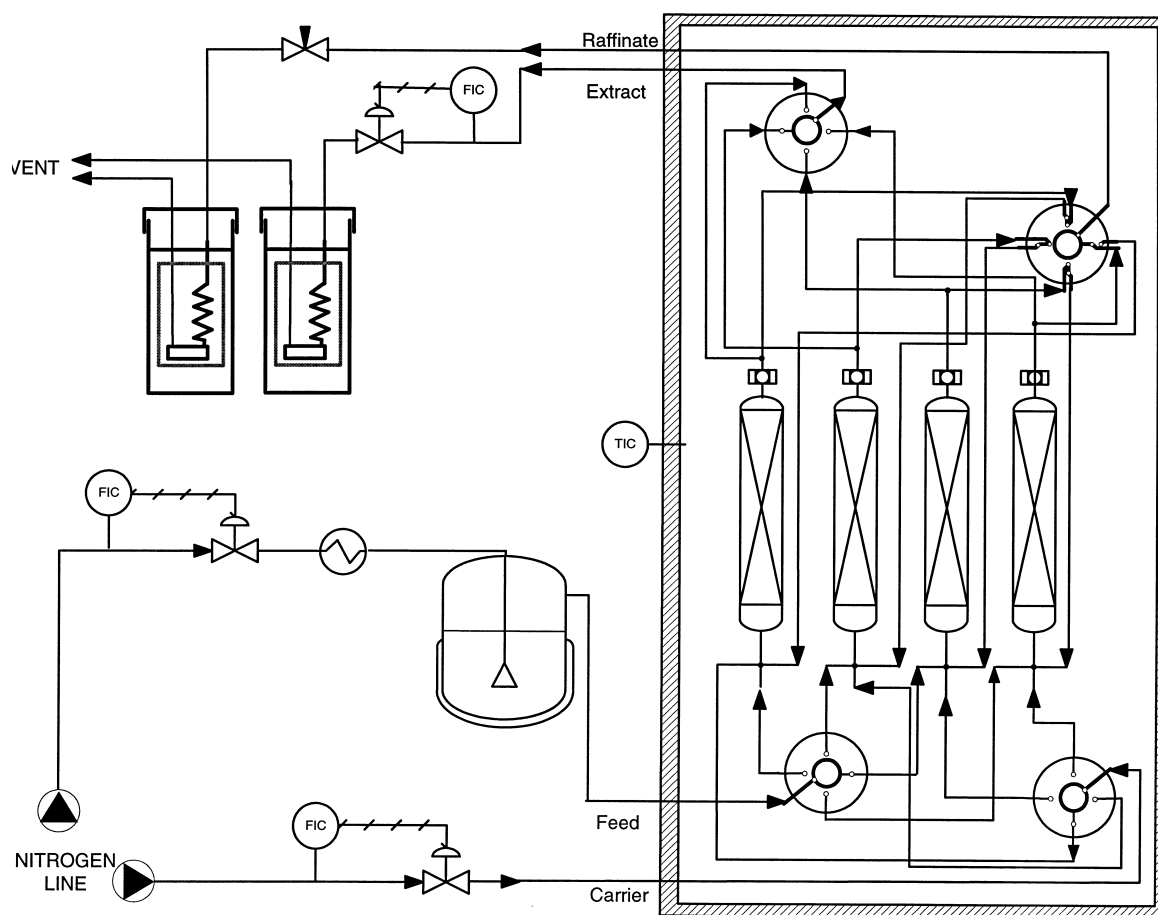 Raffinate
FIC
Extract
VENT
TIC
FIC
FIC
Feed
NITROGEN
LINE
Carrier